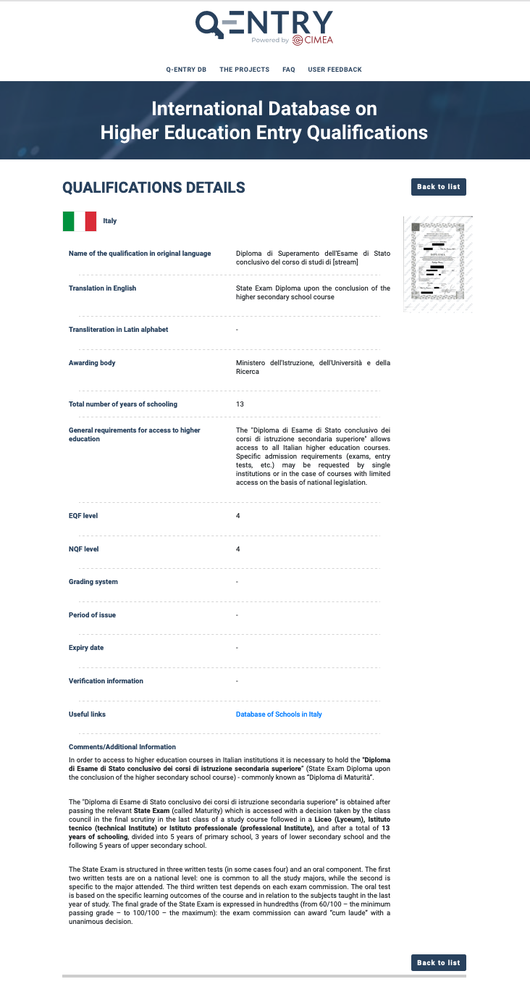 Q-ENTRY
Powered by CIMEA
Q-ENTRY DB THE PROJECTS FAQ USER FEEDBACK
International Database on
Higher Education Entry Qualifications
QUALIFICATIONS DETAILS
Back to list
Italy
Name of the qualification in original language
Diploma di Superamento dell'Esame di Stato
conclusivo del corso di studi di [stream]
Translation in English
State Exam Diploma upon the conclusion of the
higher secondary school course
Transliteration in Latin alphabet
-
Awarding body
Ministero dell'Istruzione, dell'Università e della
Ricerca
Total number of years of schooling
13
General requirements for access to higher
education
The "Diploma di Esame di Stato conclusivo dei
corsi di istruzione secondaria superiore" allows
access to all Italian higher education courses.
Specific admission requirements (exams, entry
tests, etc.) may be requested by single
institutions or in the case of courses with limited
access on the basis of national legislation.
EQF level
4
NQF level
4
Grading system
-
Period of issue
-
Expiry date
-
Verification information
-
Useful links
Database of Schools in Italy
Comments/Additional Information
In order to access to higher education courses in Italian institutions it is necessary to hold the "Diploma
di Esame di Stato conclusivo dei corsi di istruzione secondaria superiore“ (State Exam Diploma upon
the conclusion of the higher secondary school course) - commonly known as “Diploma di Maturità“.
The "Diploma di Esame di Stato conclusivo dei corsi di istruzione secondaria superiore“ is obtained after
passing the relevant State Exam (called Maturity) which is accessed with a decision taken by the class
council in the final scrutiny in the last class of a study course followed in a Liceo (Lyceum), Istituto
tecnico (technical Institute) or Istituto professionale (professional Institute), and after a total of 13
years of schooling, divided into 5 years of primary school, 3 years of lower secondary school and the
following 5 years of upper secondary school.
The State Exam is structured in three written tests (in some cases four) and an oral component. The first
two written tests are on a national level: one is common to all the study majors, while the second is
specific to the major attended. The third written test depends on each exam commission. The oral test
is based on the specific learning outcomes of the course and in relation to the subjects taught in the last
year of study. The final grade of the State Exam is expressed in hundredths (from 60/100 – the minimum
passing grade – to 100/100 – the maximum): the exam commission can award “cum laude” with a
unanimous decision.
Back to list